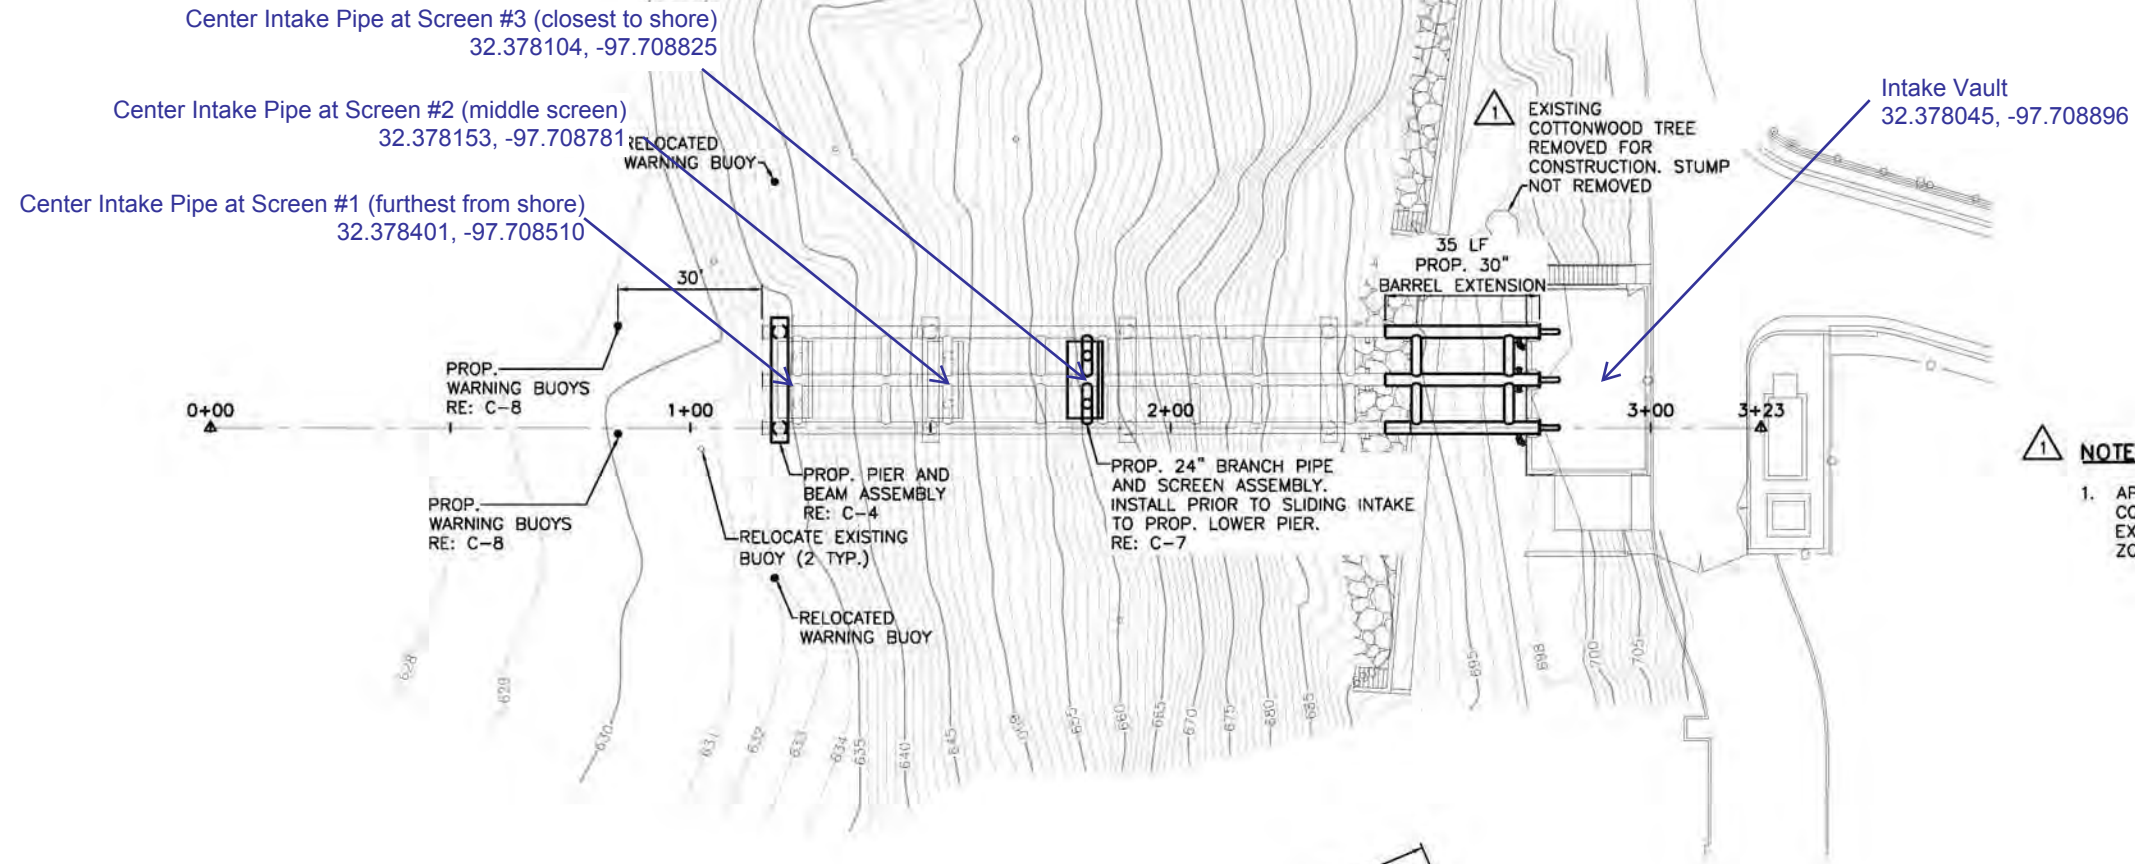 Center Intake Pipe at Screen #3 (closest to shore)
32.378104, -97.708825
Center Intake Pipe at Screen #2 (middle screen)
32.378153, -97.708781
Center Intake Pipe at Screen #1 (furthest from shore)
32.378401, -97.708510
Intake Vault
32.378045, -97.708896
RELOCATED
WARNING BUOY
1
EXISTING
COTTONWOOD TREE
REMOVED FOR
CONSTRUCTION. STUMP
NOT REMOVED
35 LF
PROP. 30"
BARREL EXTENSION
30'
PROP.
WARNING BUOYS
RE: C-8
0+00
1+00
2+00
3+00
3+23
PROP.
WARNING BUOYS
RE: C-8
PROP. PIER AND
BEAM ASSEMBLY
RE: C-4
RELOCATE EXISTING
BUOY (2 TYP.)
RELOCATED
WARNING BUOY
PROP. 24" BRANCH PIPE
AND SCREEN ASSEMBLY.
INSTALL PRIOR TO SLIDING INTAKE
TO PROP. LOWER PIER.
RE: C-7
1
NOTE
1. AP
CO
EX
ZO
628
629
630
631
632
633
634
635
640
645
655
660
665
670
675
680
685
695
698
700
705